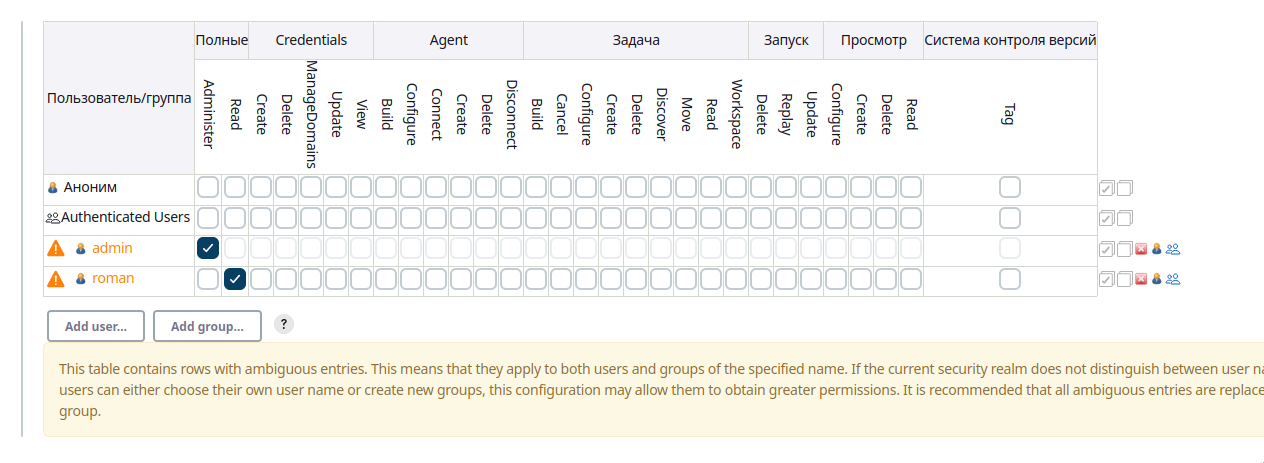 Пользователь/группа
Полные Credentials Agent Задача Запуск Просмотр Система контроля версий
Administer Read Create Delete ManageDomains Update View Build Configure Connect Create Delete Disconnect Build Cancel Configure Create Delete Discover Move Read Workspace Delete Replay Update Configure Create Delete Read Tag
Аноним
Authenticated Users
admin
roman
Add user... Add group... ?
This table contains rows with ambiguous entries. This means that they apply to both users and groups of the specified name. If the current security realm does not distinguish between user
users can either choose their own user name or create new groups, this configuration may allow them to obtain greater permissions. It is recommended that all ambiguous entries are replace
group.